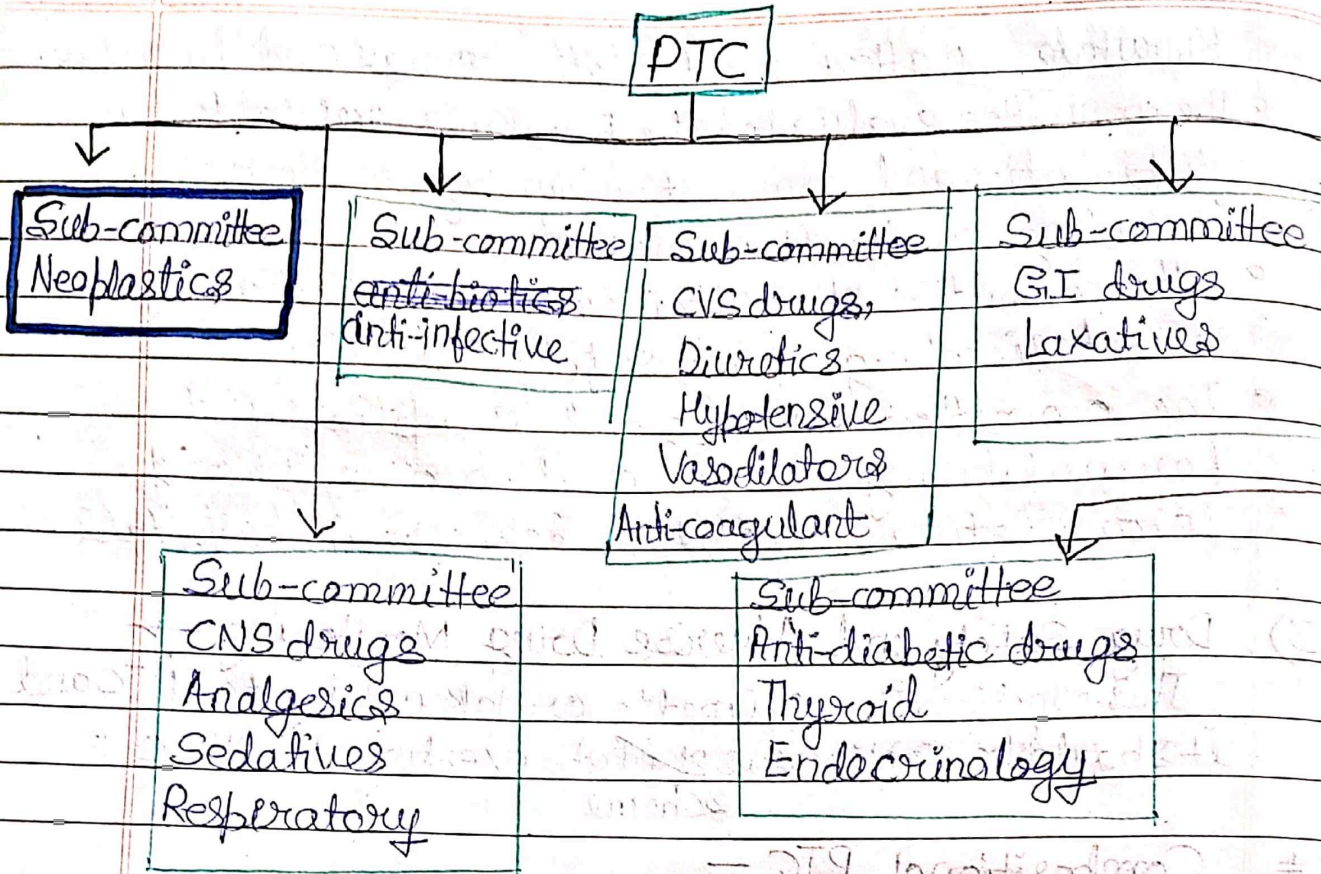 PTC
Sub-committee
Neoplastics
Sub-committee
anti-biotics
anti-infective
Sub-committee
CVS drugs,
Diuretics
Hypotensive
Vasodilators
Anti-coagulant
Sub-committee
GI drugs
Laxatives
Sub-committee
CNS drugs
Analgesics
Sedatives
Respiratory
Sub-committee
Anti-diabetic drugs
Thyroid
Endocrinology